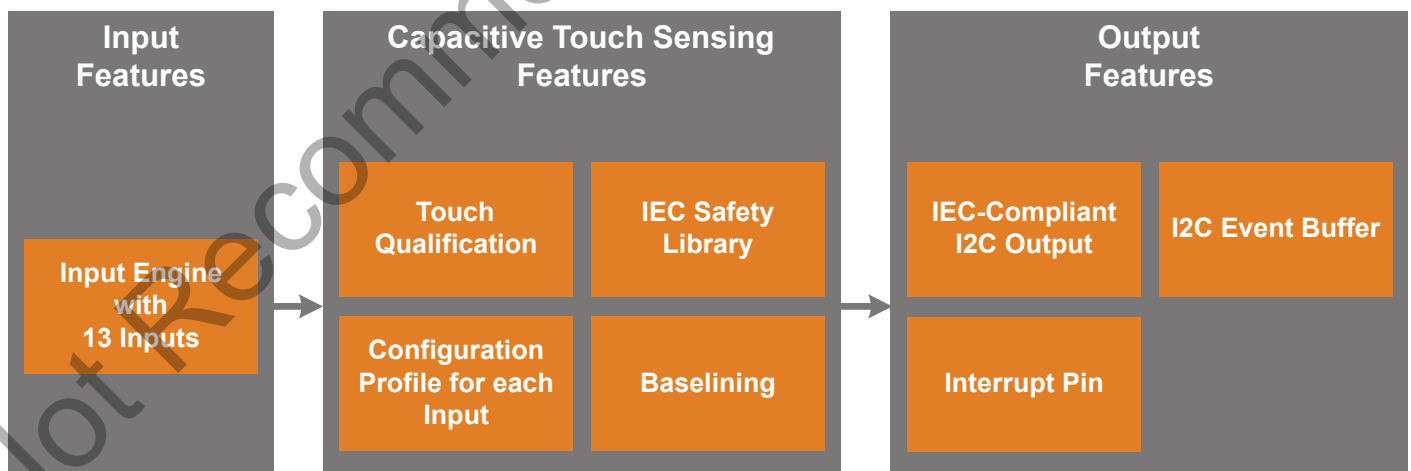 Input
Features
Input Engine
with
13 Inputs
Capacitive Touch Sensing
Features
Touch
Qualification
IEC Safety
Library
Configuration
Profile for each
Input
Baselining
Output
Features
IEC-Compliant
I2C Output
I2C Event Buffer
Interrupt Pin
Not Recomme